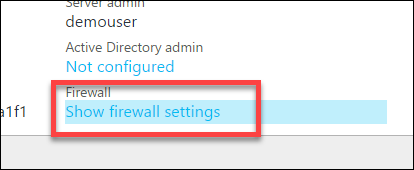 Server admin
demouser
Active Directory admin
Not configured
Firewall
a1f1 Show firewall settings